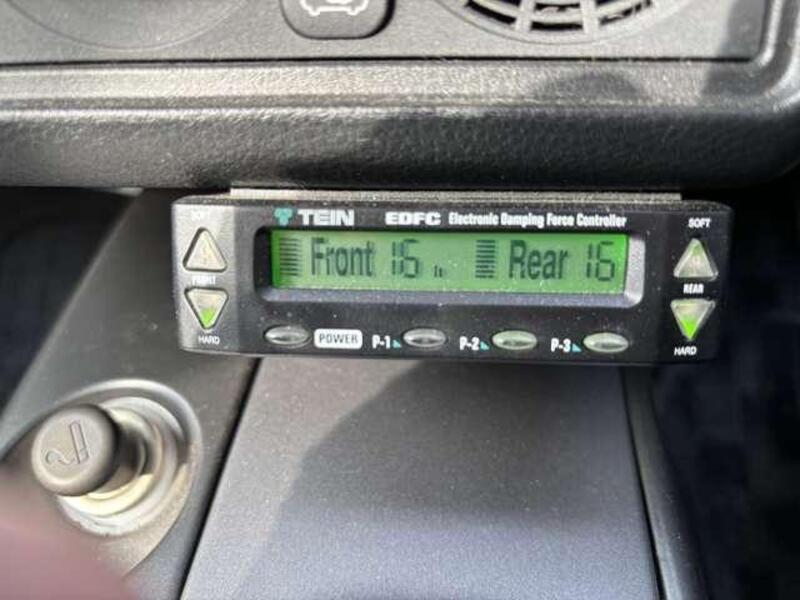 SOFT
TEIN EDFC Electronic Damping Force Controller
SOFT
FRONT
Front 16
Rear 16
REAR
HARD
POWER
P-1
P-2
P-3
HARD